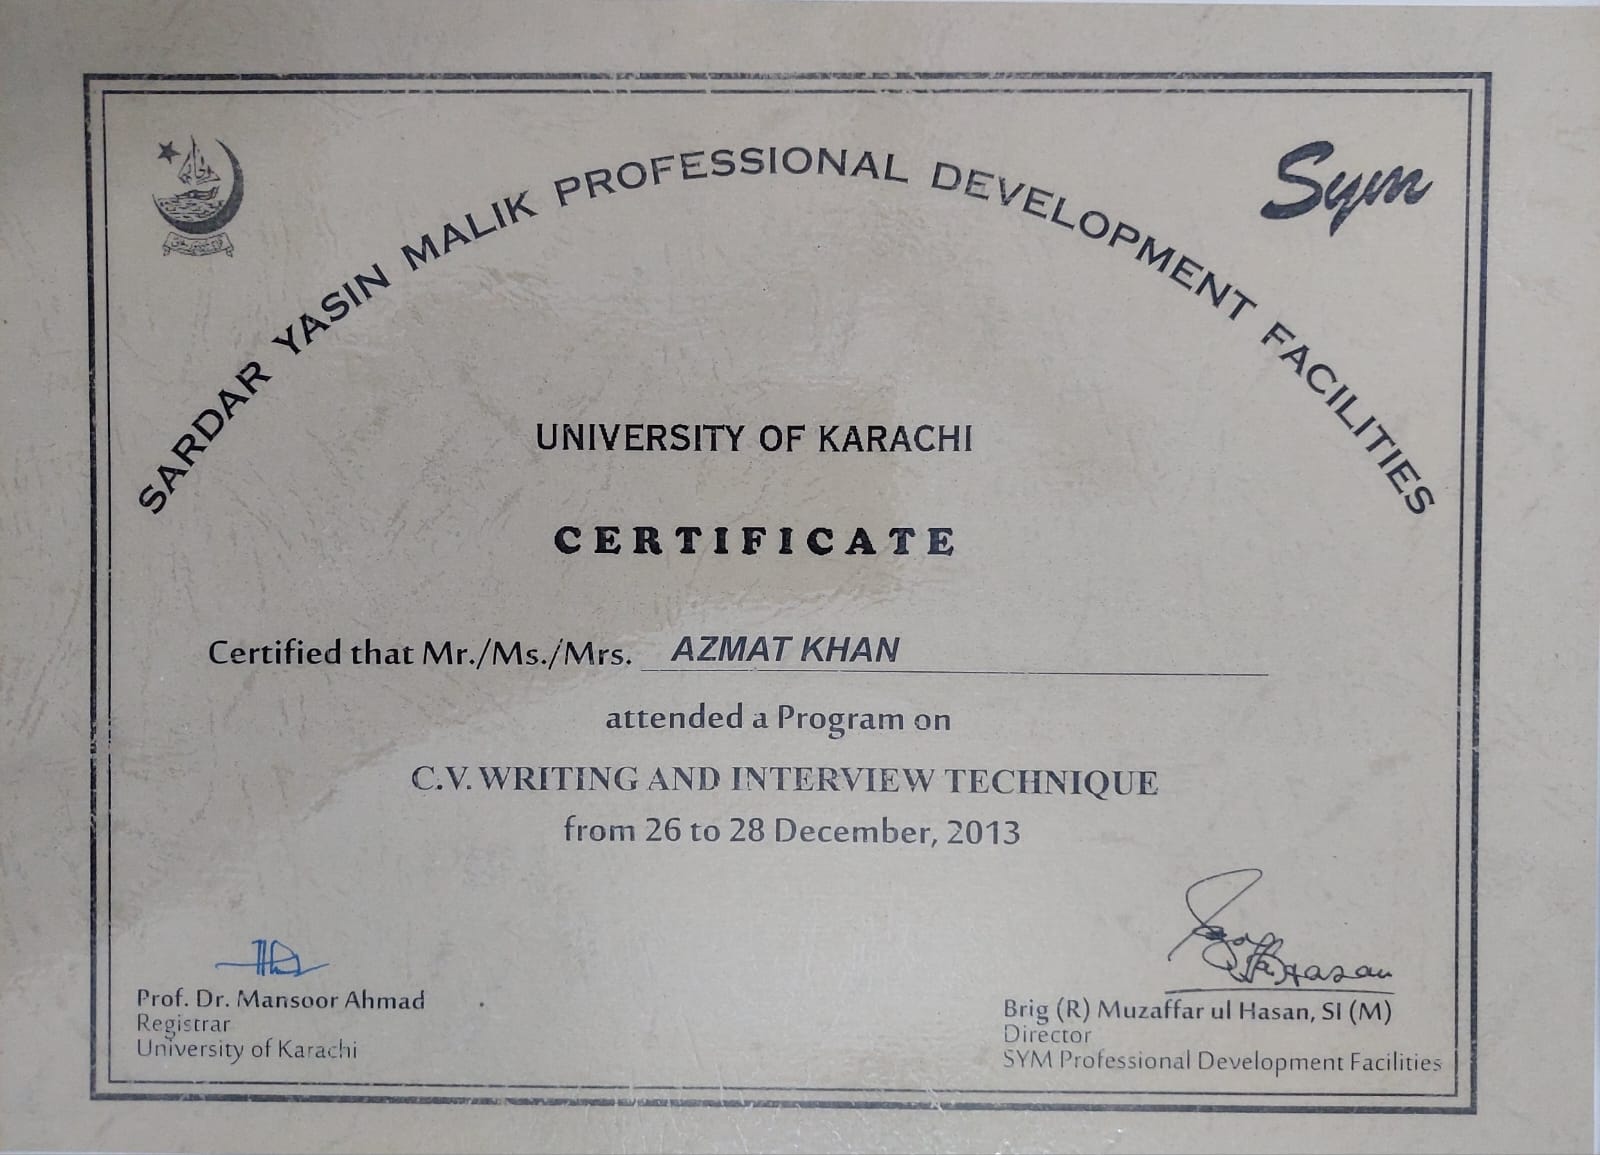 Sym
SARDAR YASIN MALIK PROFESSIONAL DEVELOPMENT FACILITIES
UNIVERSITY OF KARACHI
CERTIFICATE
Certified that Mr./Ms./Mrs. AZMAT KHAN
attended a Program on
C.V. WRITING AND INTERVIEW TECHNIQUE
from 26 to 28 December, 2013
Prof. Dr. Mansoor Ahmad
Registrar
University of Karachi
Brig (R) Muzaffar ul Hasan, SI (M)
Director
SYM Professional Development Facilities